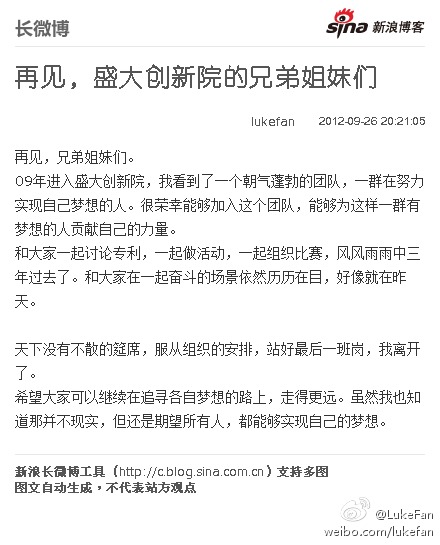 长微博
sina 新浪博客
再见，盛大创新院的兄弟姐妹们
lukefan 2012-09-26 20:21:05
再见，兄弟姐妹们。
09年进入盛大创新院，我看到了一个朝气蓬勃的团队，一群在努力
实现自己梦想的人。很荣幸能够加入这个团队，能够为这样一群有
梦想的人贡献自己的力量。
和大家一起讨论专利，一起做活动，一起组织比赛，风风雨雨中三
年过去了。和大家在一起奋斗的场景依然历历在目，好像就在昨
天。
天下没有不散的筵席，服从组织的安排，站好最后一班岗，我离开
了。
希望大家可以继续在追寻各自梦想的路上，走得更远。虽然我也知
道那并不现实，但还是期望所有人，都能够实现自己的梦想。
新浪长微博工具（http://c.blog.sina.com.cn）支持多图
图文自动生成，不代表站方观点
@LukeFan
weibo.com/lukefan